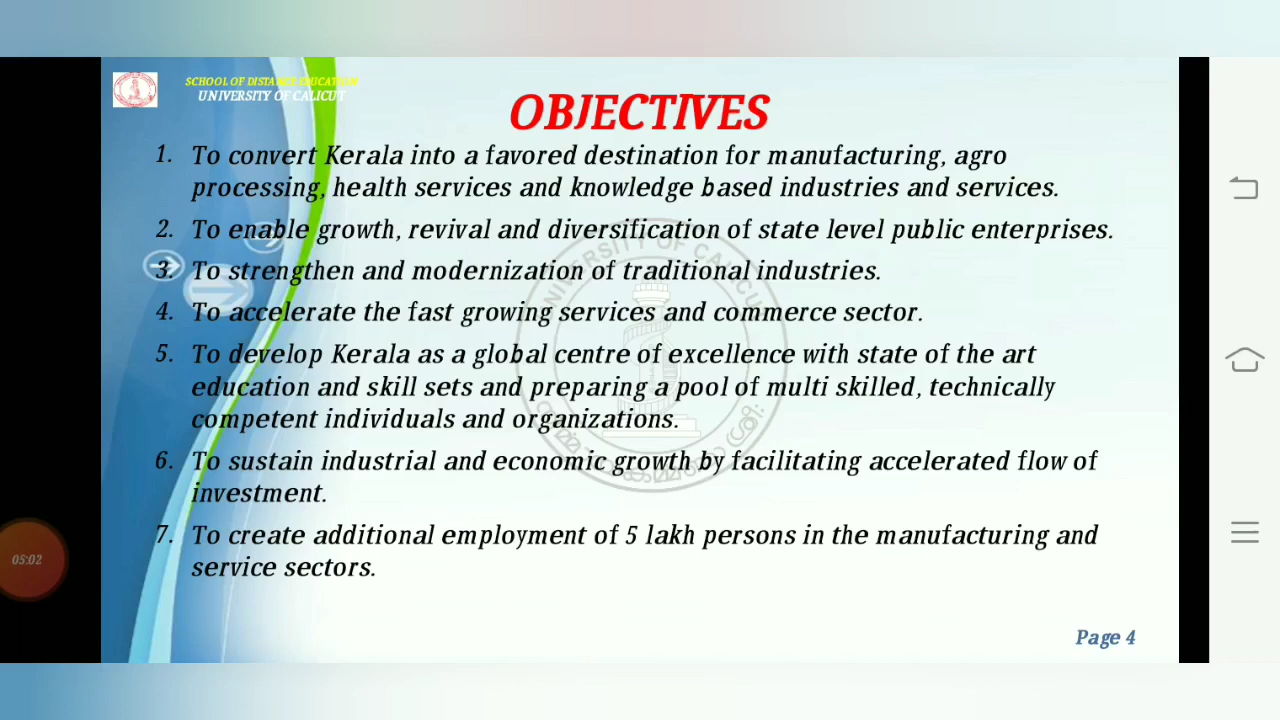 SCHOOL OF DISTANCE EDUCATION
UNIVERSITY OF CALICUT
OBJECTIVES
1. To convert Kerala into a favored destination for manufacturing, agro
processing, health services and knowledge based industries and services.
2. To enable growth, revival and diversification of state level public enterprises.
3. To strengthen and modernization of traditional industries.
4. To accelerate the fast growing services and commerce sector.
5. To develop Kerala as a global centre of excellence with state of the art
education and skill sets and preparing a pool of multi skilled, technically
competent individuals and organizations.
6. To sustain industrial and economic growth by facilitating accelerated flow of
investment.
7. To create additional employment of 5 lakh persons in the manufacturing and
service sectors.
UNIVERSITY OF CALICUT
05:02
Page 4